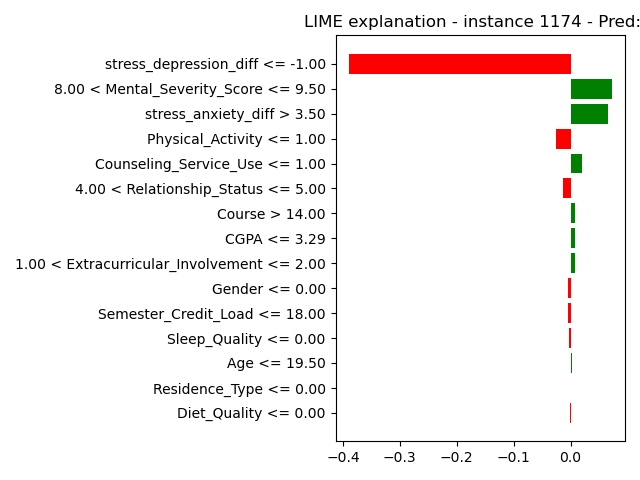 LIME explanation - instance 1174 - Pred:
stress_depression_diff <= -1.00
8.00 < Mental_Severity_Score <= 9.50
stress_anxiety_diff > 3.50
Physical_Activity <= 1.00
Counseling_Service_Use <= 1.00
4.00 < Relationship_Status <= 5.00
Course > 14.00
CGPA <= 3.29
1.00 < Extracurricular_Involvement <= 2.00
Gender <= 0.00
Semester_Credit_Load <= 18.00
Sleep_Quality <= 0.00
Age <= 19.50
Residence_Type <= 0.00
Diet_Quality <= 0.00
−0.4 −0.3 −0.2 −0.1 0.0